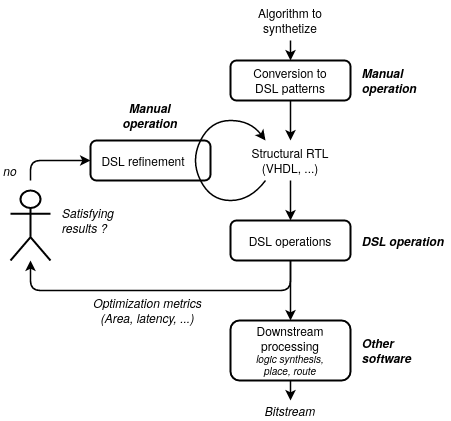 Algorithm to
synthetize
Conversion to
DSL patterns
Manual
operation
Manual
operation
DSL refinement
Structural RTL
(VHDL, ...)
no
Satisfying
results ?
DSL operations
DSL operation
Optimization metrics
(Area, latency, ...)
Downstream
processing
logic synthesis,
place, route
Other
software
Bitstream